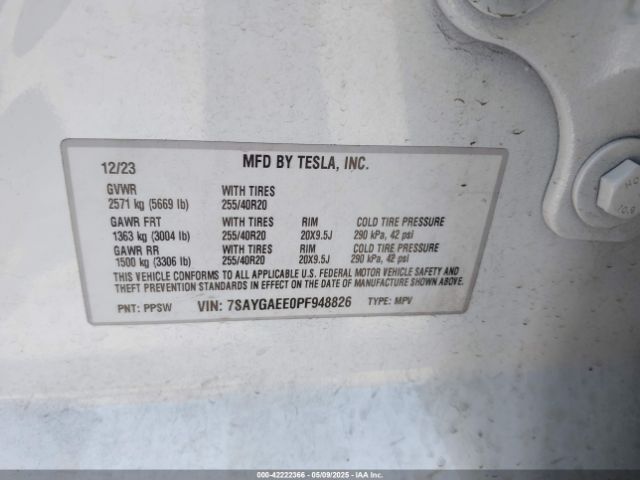 12/23 MFD BY TESLA, INC.
GVWR WITH TIRES
2571 kg (5669 lb) 255/40R20
GAWR FRT WITH TIRES RIM COLD TIRE PRESSURE
1363 kg (3004 lb) 255/40R20 20X9.5J 290 kPa, 42 psi
GAWR RR WITH TIRES RIM COLD TIRE PRESSURE
1500 kg (3306 lb) 255/40R20 20X9.5J 290 kPa, 42 psi
THIS VEHICLE CONFORMS TO ALL APPLICABLE U.S. FEDERAL MOTOR VEHICLE SAFETY AND
THEFT PREVENTION STANDARDS IN EFFECT ON THE DATE OF MANUFACTURE SHOWN ABOVE.
PNT: PPSW VIN: 7SAYGAEE0PF948826 TYPE: MPV
10.9
000-42222366 - 05/09/2025 - IAAI.COM